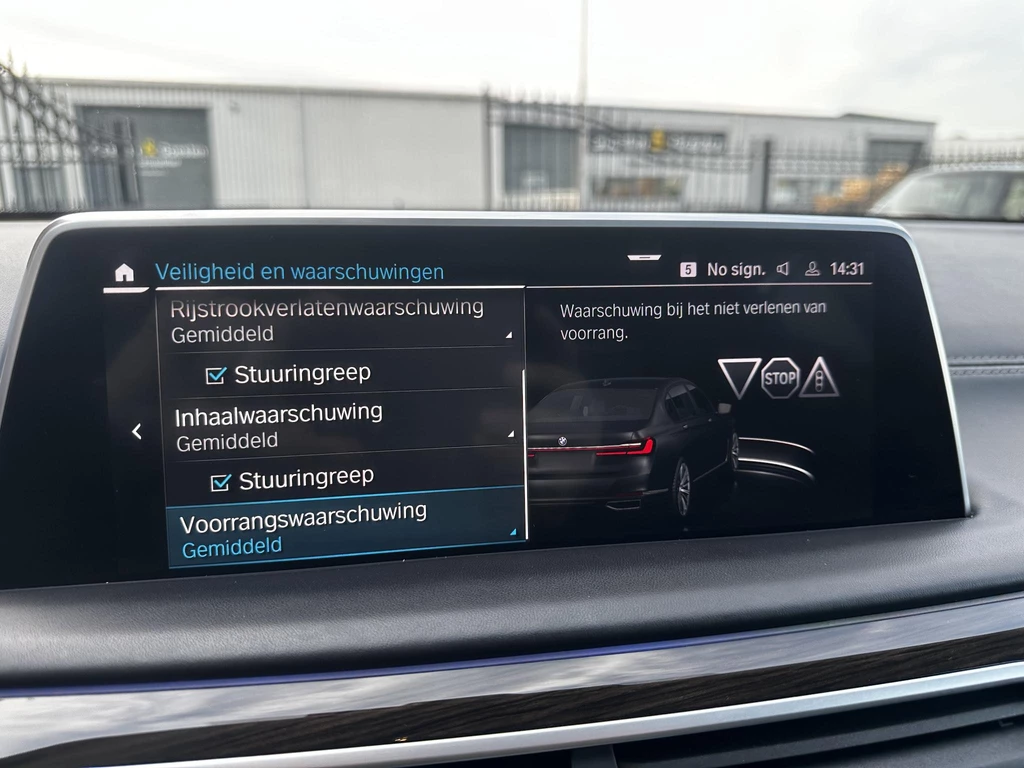 Veiligheid en waarschuwingen
5 No sign. 14:31
Rijstrookverlatenwaarschuwing
Gemiddeld
Stuuringreep
Inhaalwaarschuwing
Gemiddeld
Stuuringreep
Voorrangswaarschuwing
Gemiddeld
Waarschuwing bij het niet verlenen van
voorrang.
STOP